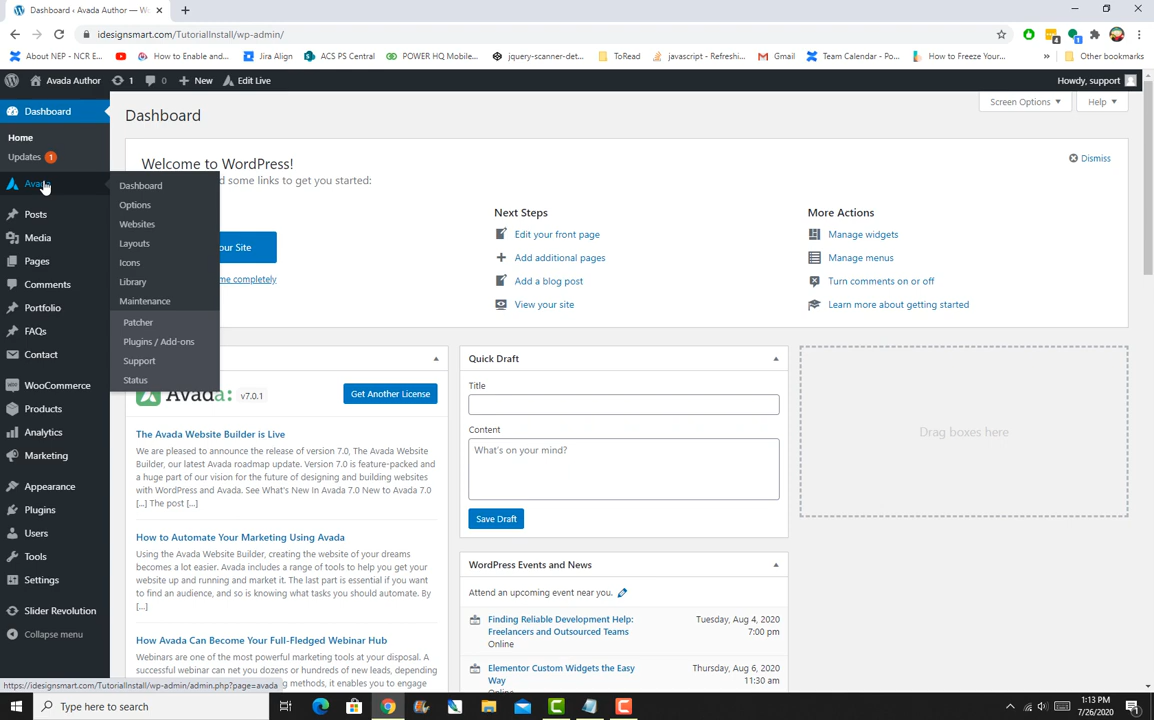 Dashboard ‹ Avada Author — W
idesignsmart.com/TutorialInstall/wp-admin/
About NEP - NCR E...
How to Enable and...
Jira Align
ACS PS Central
POWER HQ Mobile...
jquery-scanner-det...
ToRead
javascript - Refreshi...
Gmail
Team Calendar - Po...
How to Freeze Your...
»
Other bookmarks
Avada Author
1
0
New
Edit Live
Howdy, support
Dashboard
Home
Updates 1
Avada
Posts
Media
Pages
Comments
Portfolio
FAQs
Contact
WooCommerce
Products
Analytics
Marketing
Appearance
Plugins
Users
Tools
Settings
Slider Revolution
Collapse menu
Dashboard
Options
Websites
Layouts
Icons
Library
Maintenance
Patcher
Plugins / Add-ons
Support
Status
Dashboard
Screen Options
Help
Welcome to WordPress!
d some links to get you started:
Dismiss
our Site
me completely
Next Steps
Edit your front page
Add additional pages
Add a blog post
View your site
More Actions
Manage widgets
Manage menus
Turn comments on or off
Learn more about getting started
Avada: v7.0.1
Get Another License
The Avada Website Builder is Live
We are pleased to announce the release of version 7.0, The Avada Website
Builder, our latest Avada roadmap update. Version 7.0 is feature-packed and
a huge part of our vision for the future of designing and building websites
with WordPress and Avada. See What's New In Avada 7.0 New to Avada 7.0
[...] The post [...]
How to Automate Your Marketing Using Avada
Using the Avada Website Builder, creating the website of your dreams
becomes a lot easier. Avada includes a range of tools to help you get your
website up and running and market it. The last part is essential if you want
to find an audience, and so is knowing what tasks you should automate. By
[...]
How Avada Can Become Your Full-Fledged Webinar Hub
Webinars are one of the most powerful marketing tools at your disposal. A
successful webinar can net you dozens or hundreds of new leads, depending
ng methods, it enables you to engage
Quick Draft
Title
Content
What's on your mind?
Save Draft
WordPress Events and News
Attend an upcoming event near you.
Finding Reliable Development Help:
Freelancers and Outsourced Teams
Online
Tuesday, Aug 4, 2020
7:00 pm
Elementor Custom Widgets the Easy
Way
Thursday, Aug 6, 2020
11:30 am
Drag boxes here
https://idesignsmart.com/TutorialInstall/wp-admin/admin.php?page=avada
Type here to search
1:13 PM
7/26/2020